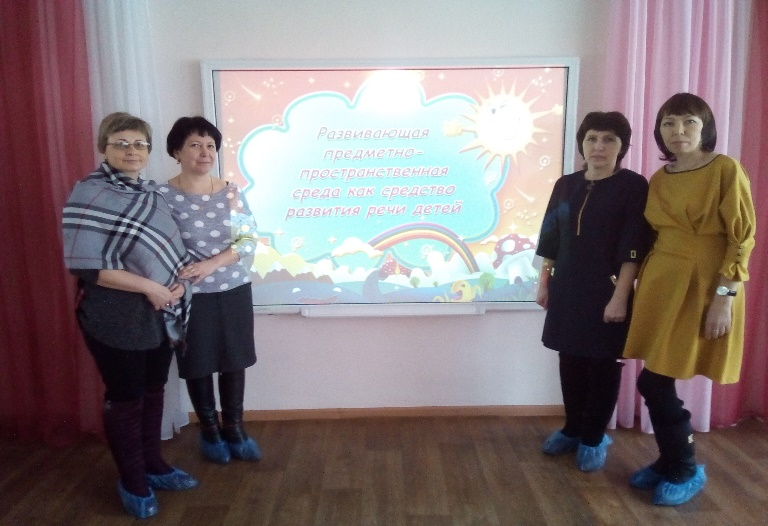 Развивающая
предметно-
пространственная
среда как средство
развития речи детей